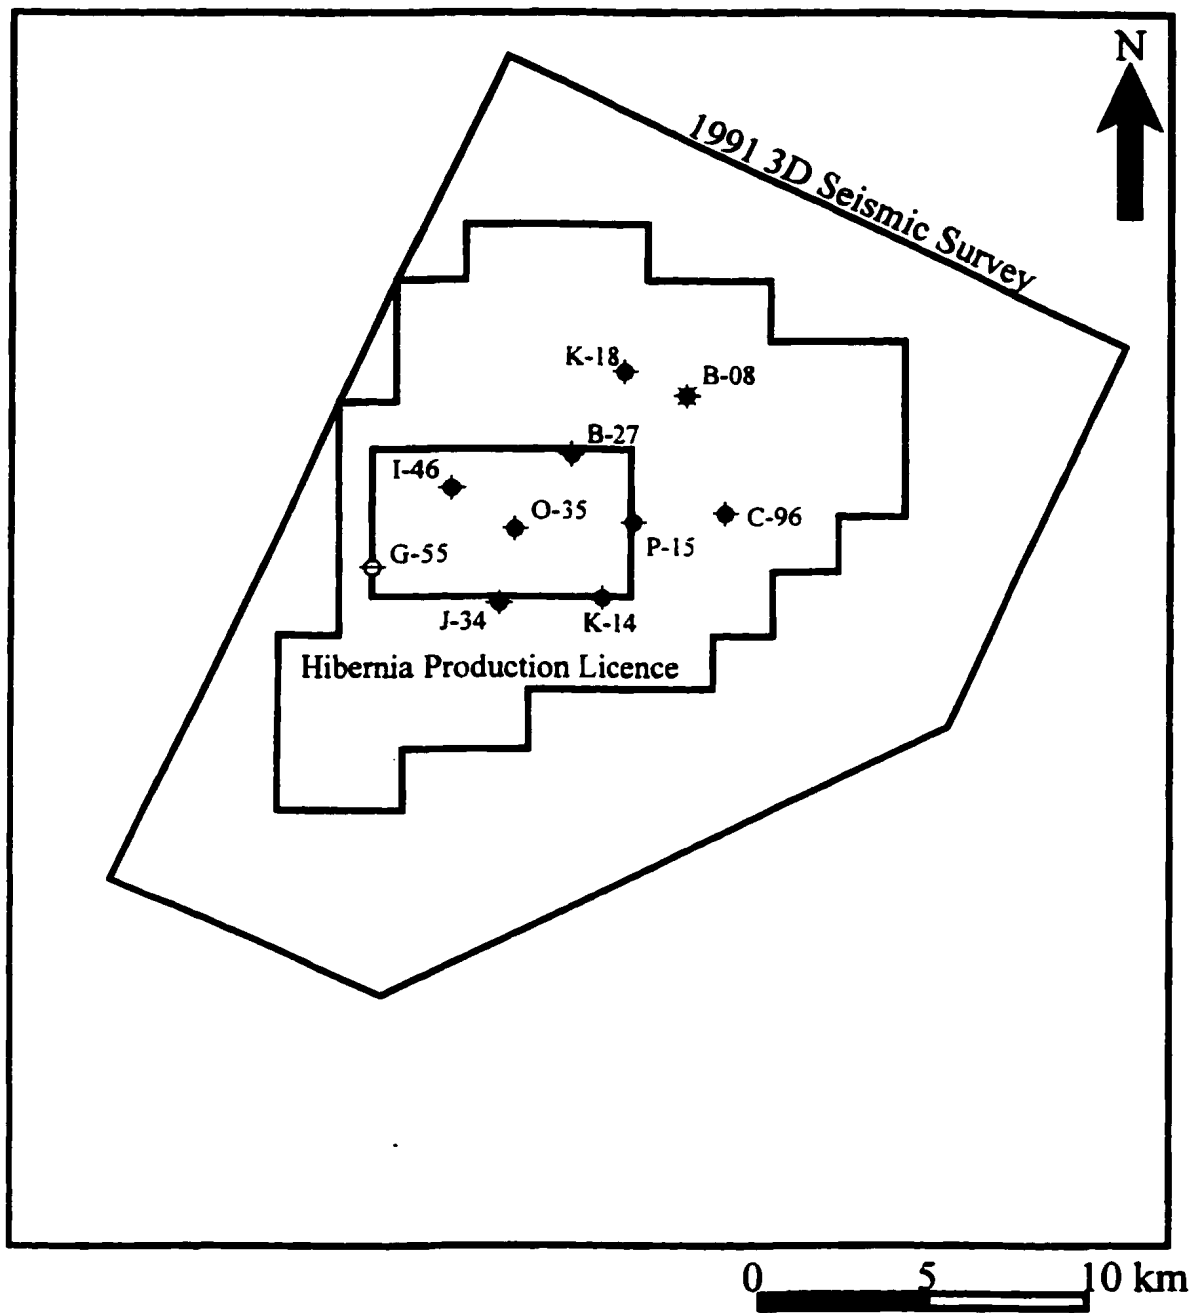 N
1991 3D Seismic Survey
K-18
B-08
B-27
I-46
O-35
C-96
P-15
G-55
J-34
K-14
Hibernia Production Licence
0 5 10 km